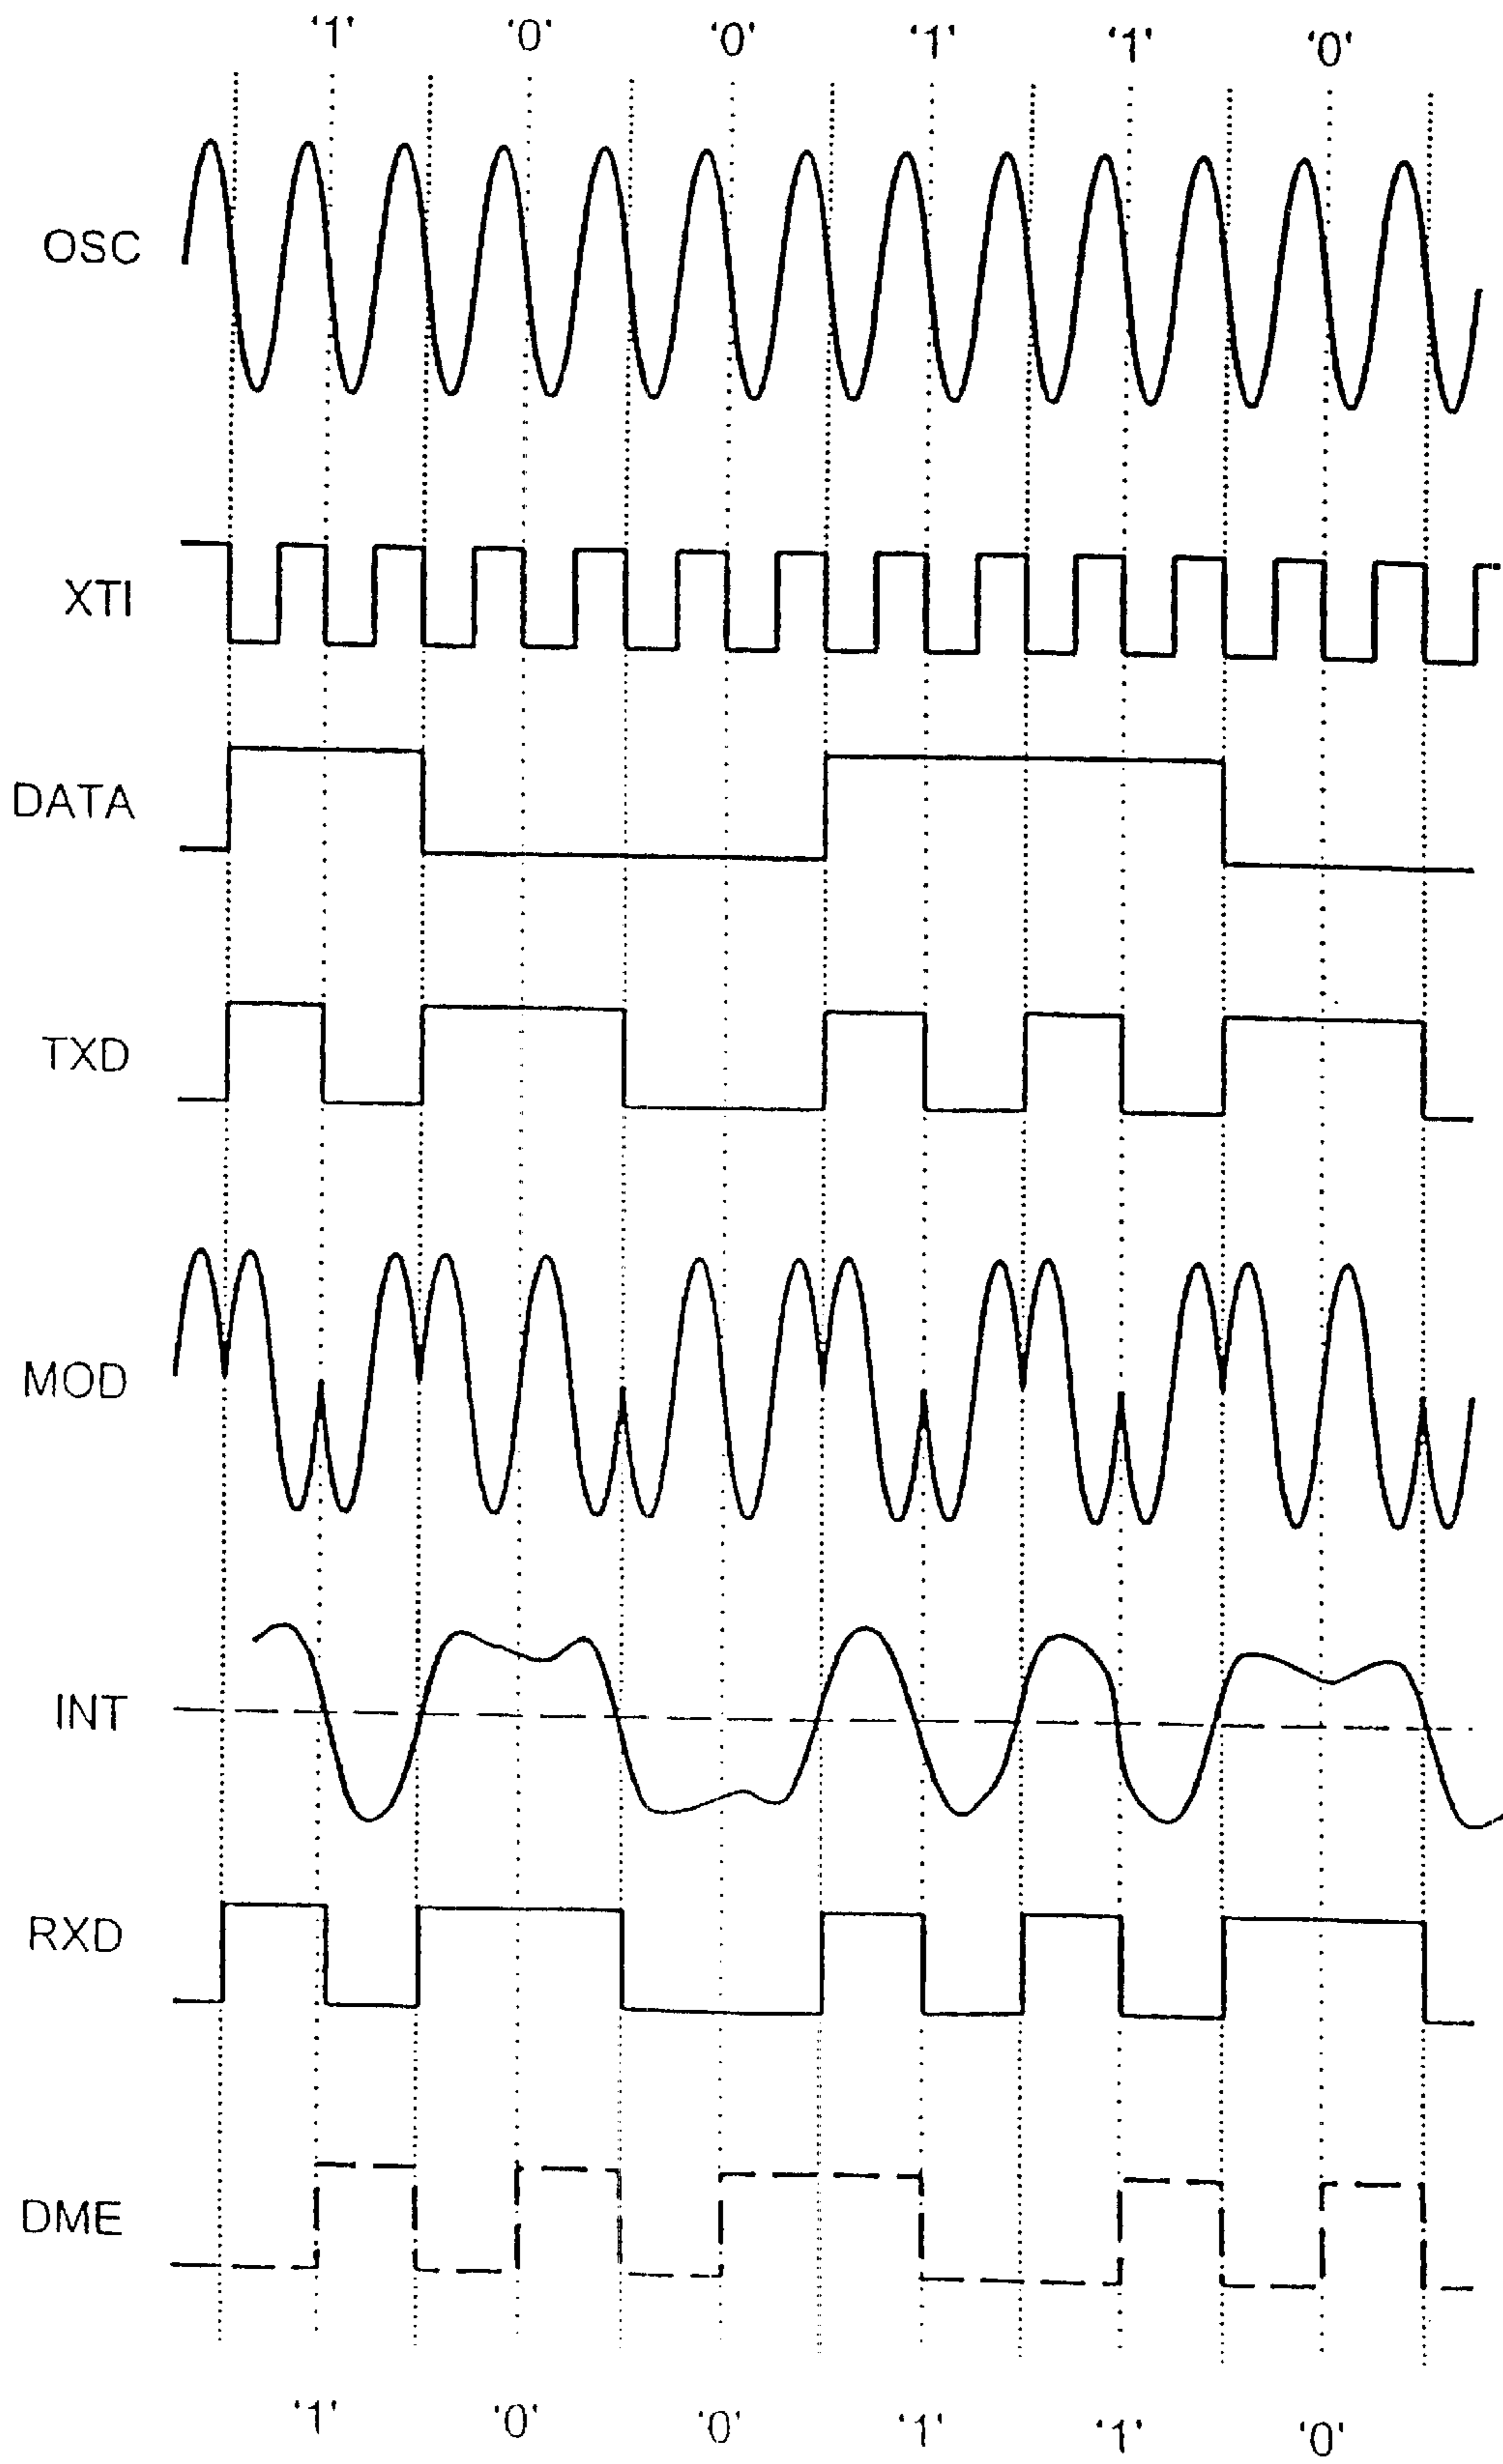 ‘1’ ‘0’ ‘0’ ‘1’ ‘1’ ‘0’
OSC
XTI
DATA
TXD
MOD
INT
RXD
DME
‘1’ ‘0’ ‘0’ ‘1’ ‘1’ ‘0’